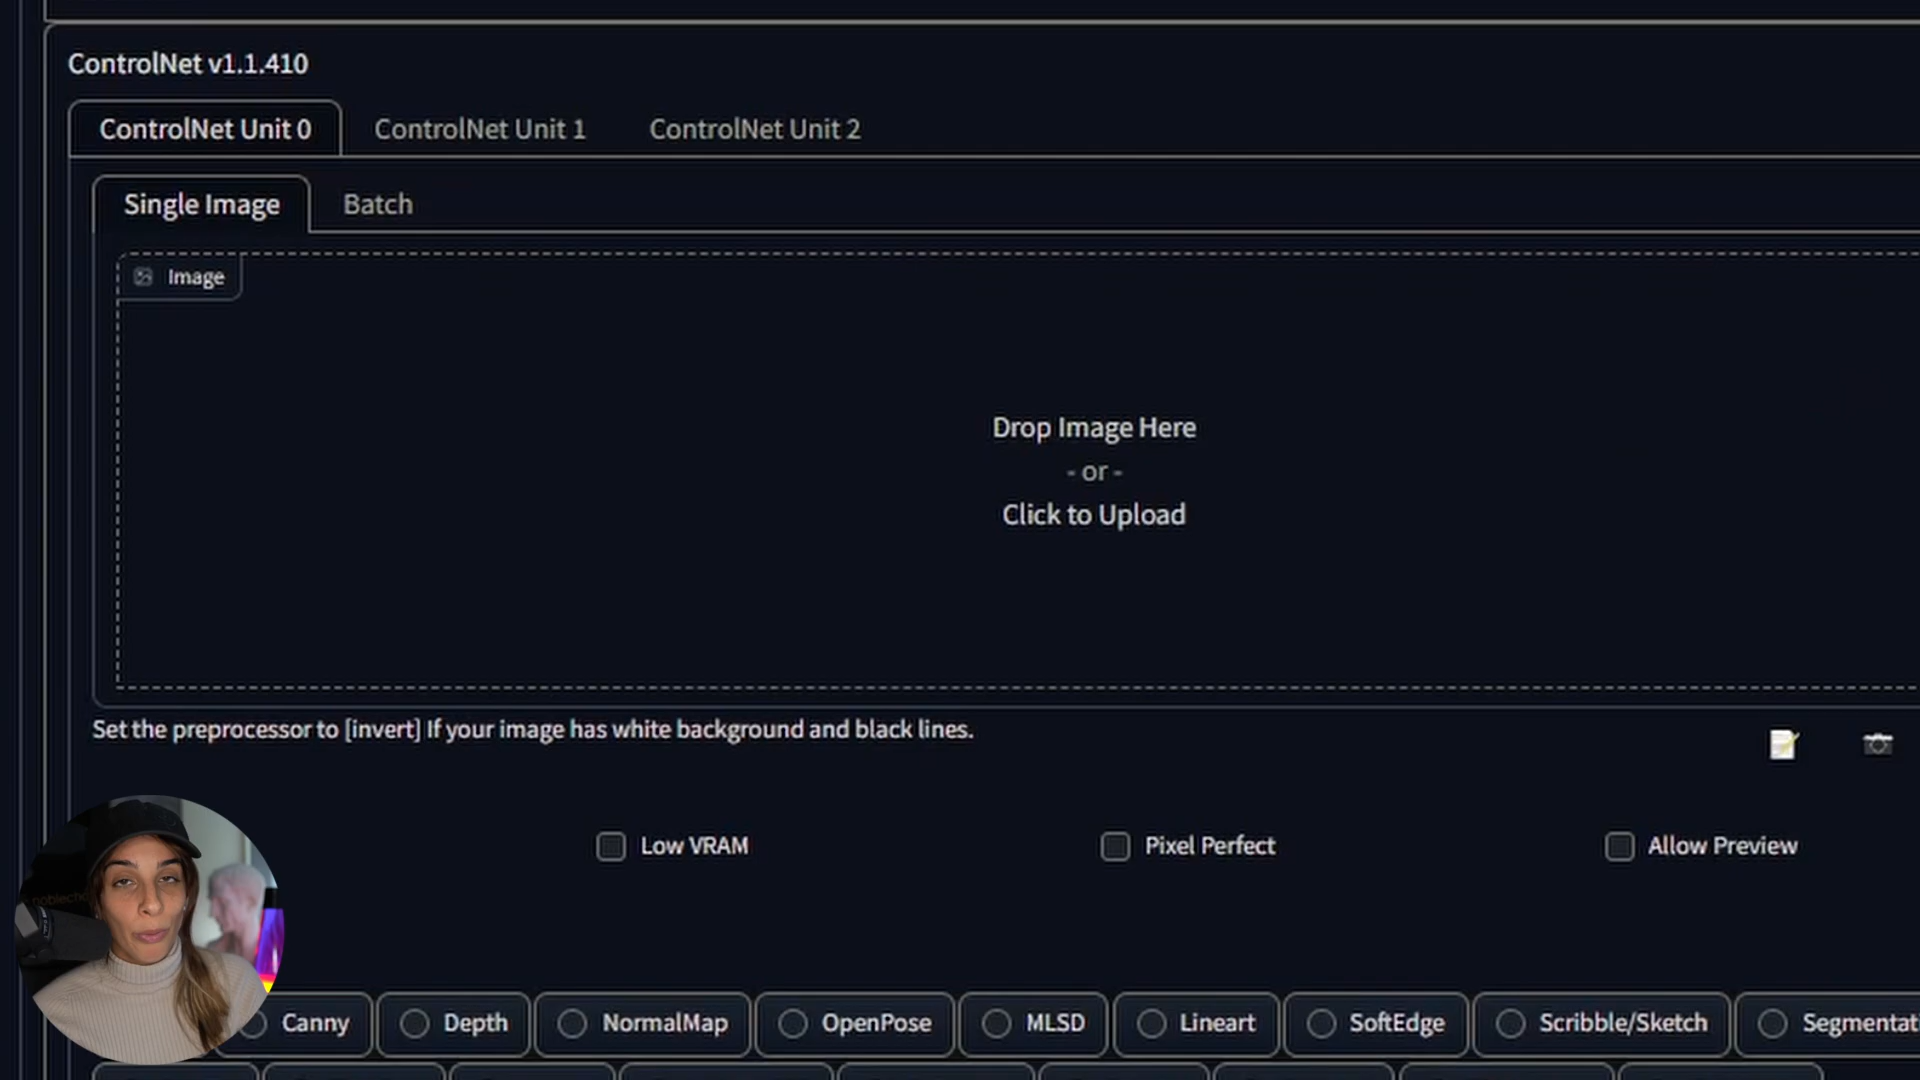 ControlNet v1.1.410
ControlNet Unit 0 ControlNet Unit 1 ControlNet Unit 2
Single Image Batch
Image
Drop Image Here
- or -
Click to Upload
Set the preprocessor to [invert] If your image has white background and black lines.
Low VRAM Pixel Perfect Allow Preview
Canny Depth NormalMap OpenPose MLSD Lineart SoftEdge Scribble/Sketch Segmentati